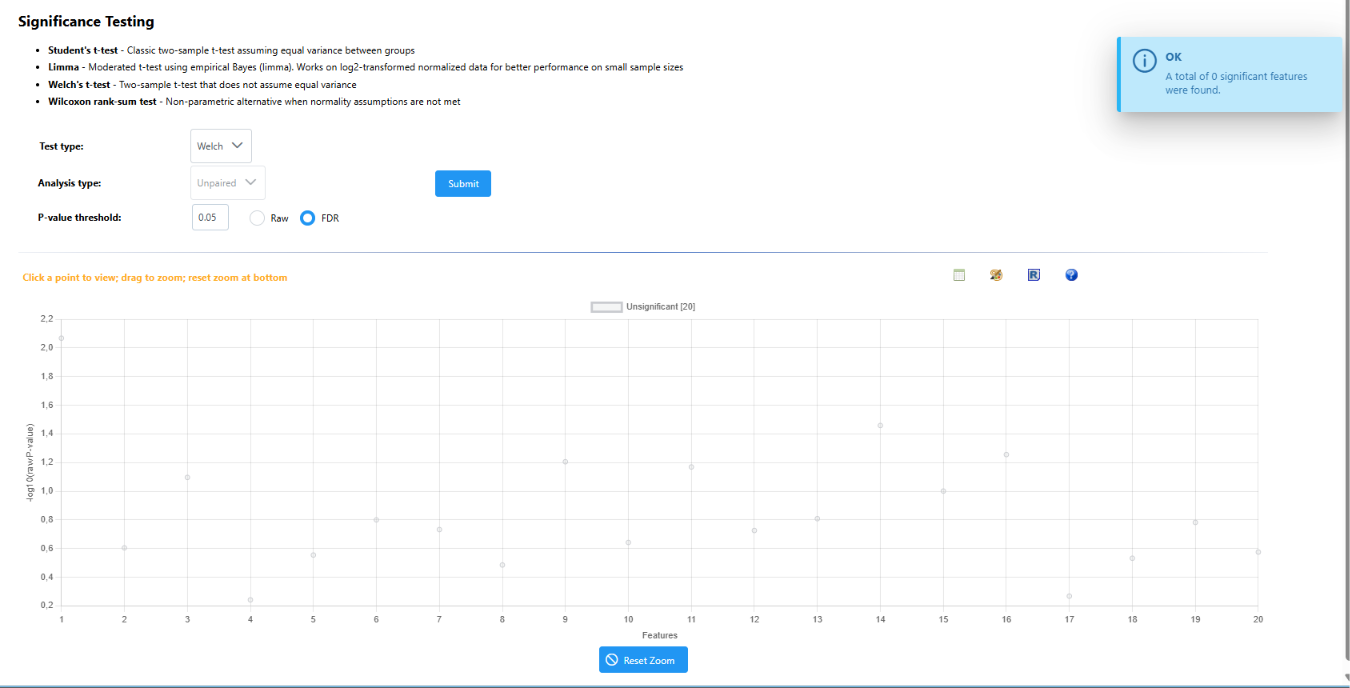 Significance Testing
OK
A total of 0 significant features
were found.
• Student's t-test - Classic two-sample t-test assuming equal variance between groups
• Limma - Moderated t-test using empirical Bayes (limma). Works on log2-transformed normalized data for better performance on small sample sizes
• Welch's t-test - Two-sample t-test that does not assume equal variance
• Wilcoxon rank-sum test - Non-parametric alternative when normality assumptions are not met
Test type: Welch
Analysis type: Unpaired Submit
P-value threshold: 0.05 Raw FDR
Click a point to view; drag to zoom; reset zoom at bottom
R ?
Unsignificant [20]
2,2
2,0
1,8
1,6
1,4
1,2
1,0
0,8
0,6
0,4
0,2
-log10(raw P-value)
1 2 3 4 5 6 7 8 9 10 11 12 13 14 15 16 17 18 19 20
Features
Reset Zoom